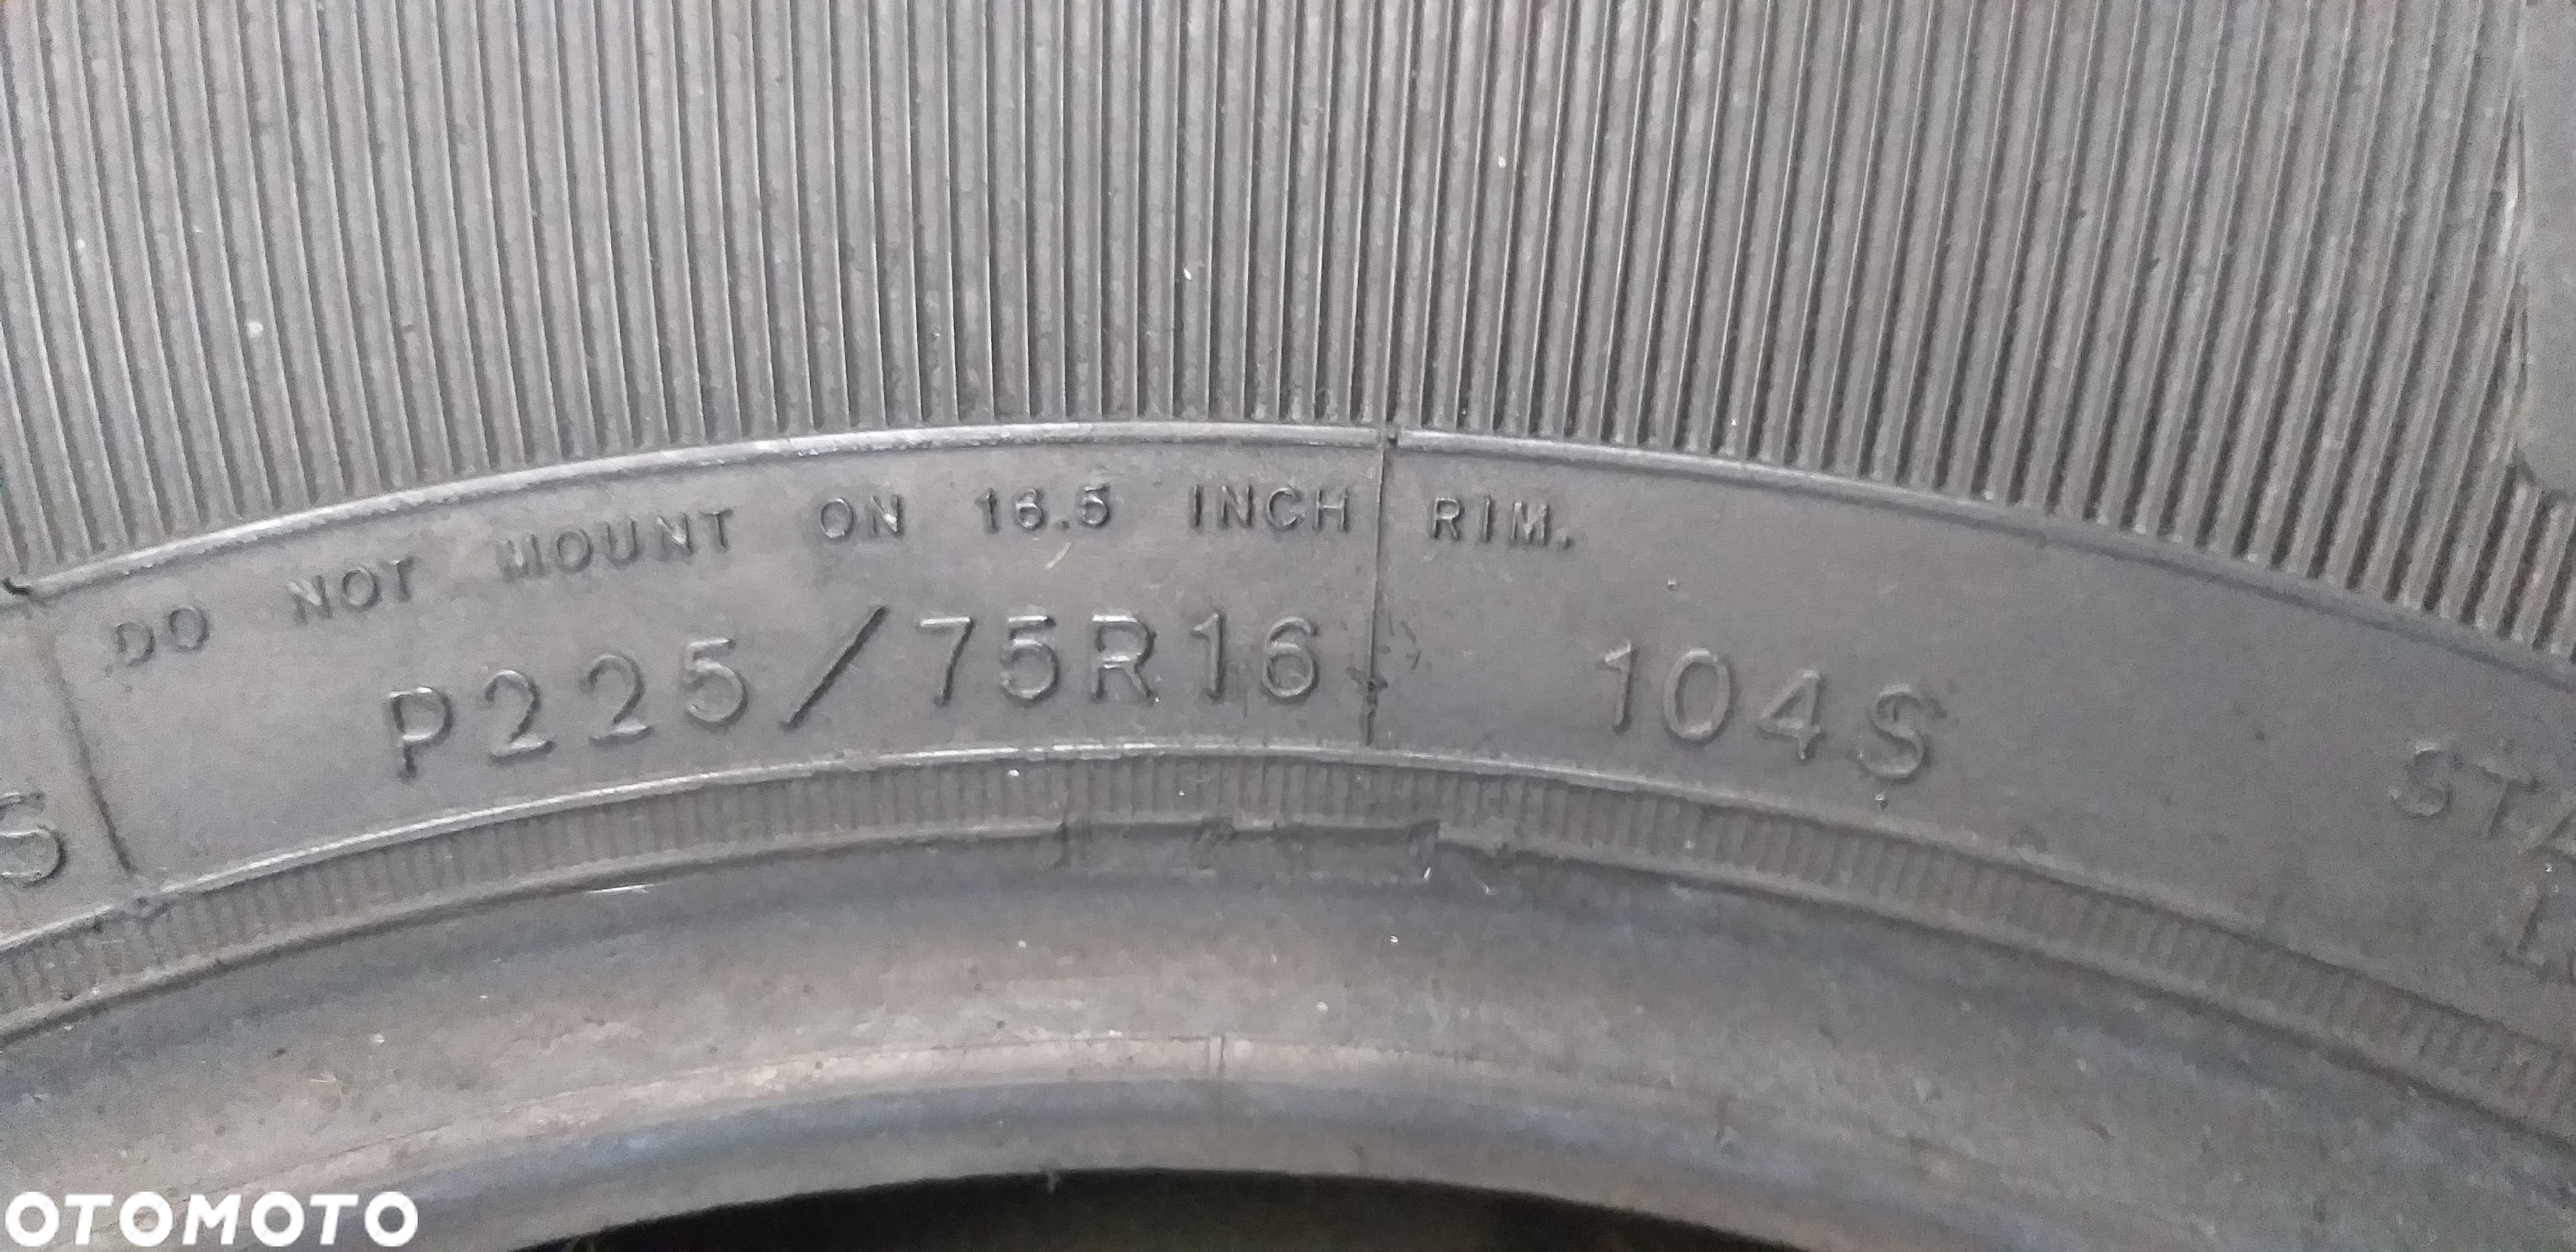 DO NOT MOUNT ON 16.5 INCH RIM.
P225/75R16 104S
OTOMOTO